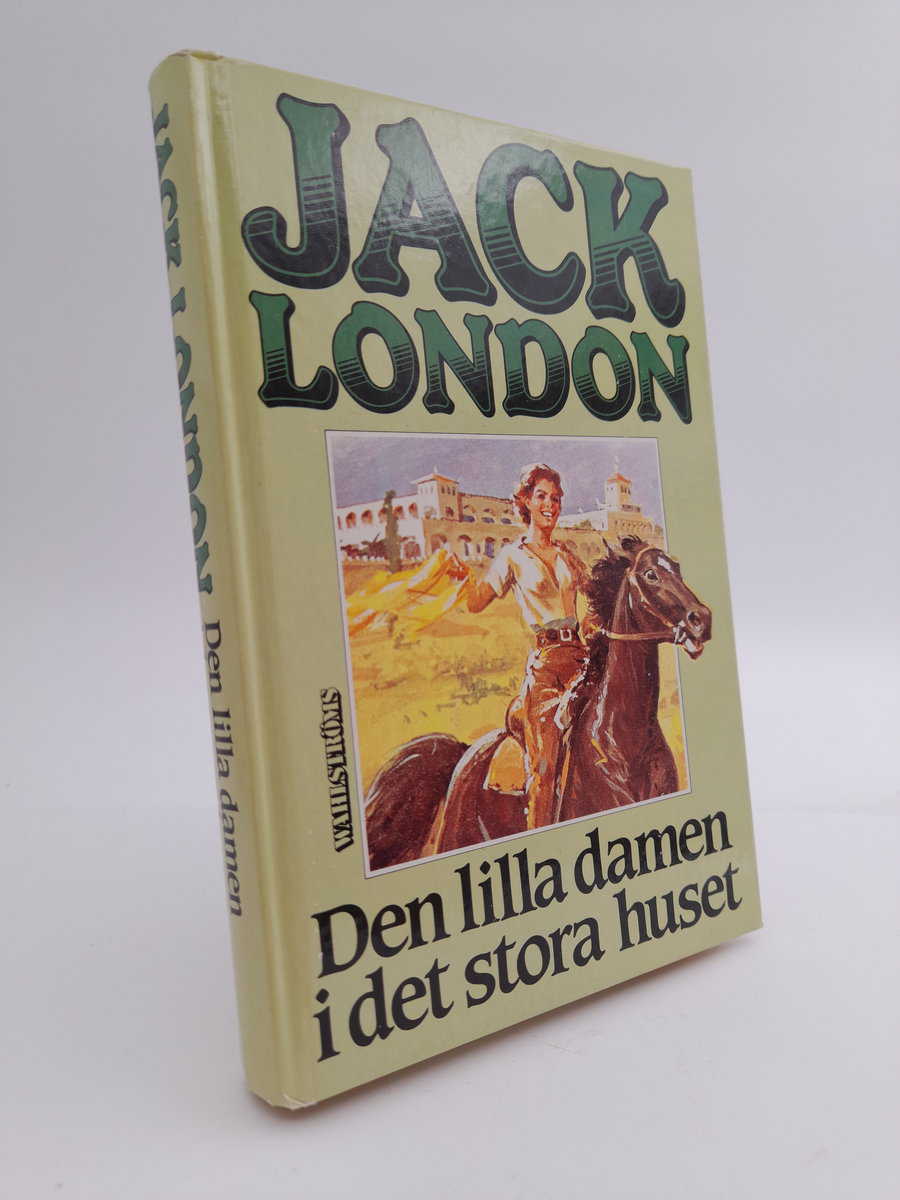 JACK
LONDON
WAHLSTRÖMS
Den lilla damen
i det stora huset
JACK LONDON Den lilla damen